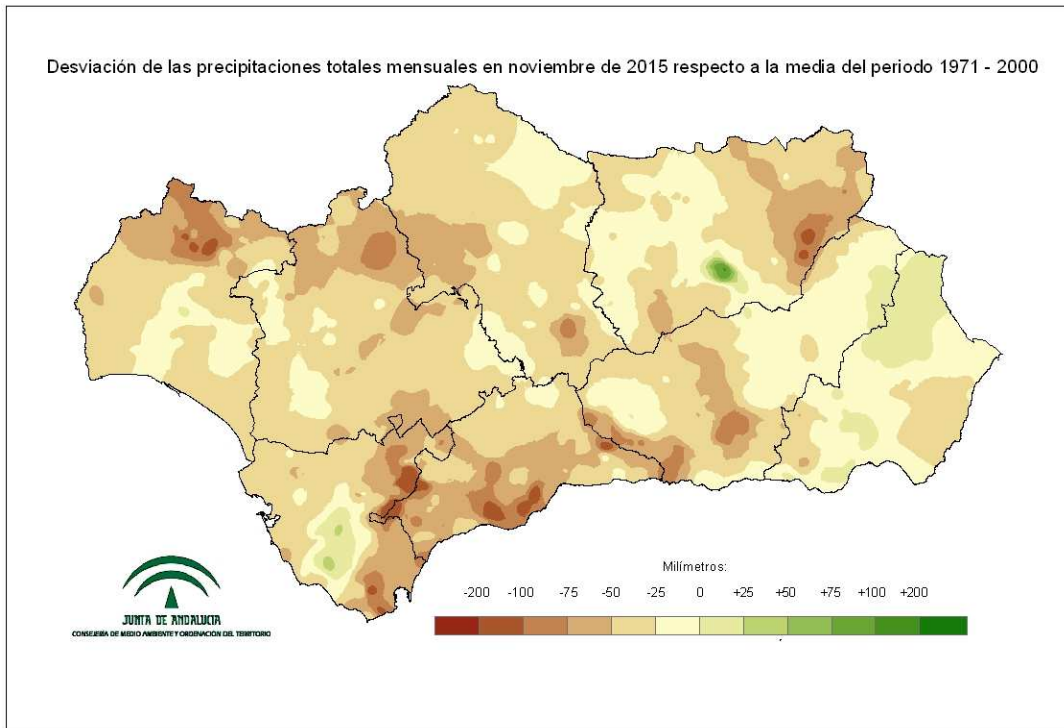 Desviación de las precipitaciones totales mensuales en noviembre de 2015 respecto a la media del periodo 1971 - 2000
Milímetros:
-200 -100 -75 -50 -25 0 +25 +50 +75 +100 +200
JUNTA DE ANDALUCIA
CONSEJERÍA DE MEDIO AMBIENTE Y ORDENACIÓN DEL TERRITORIO